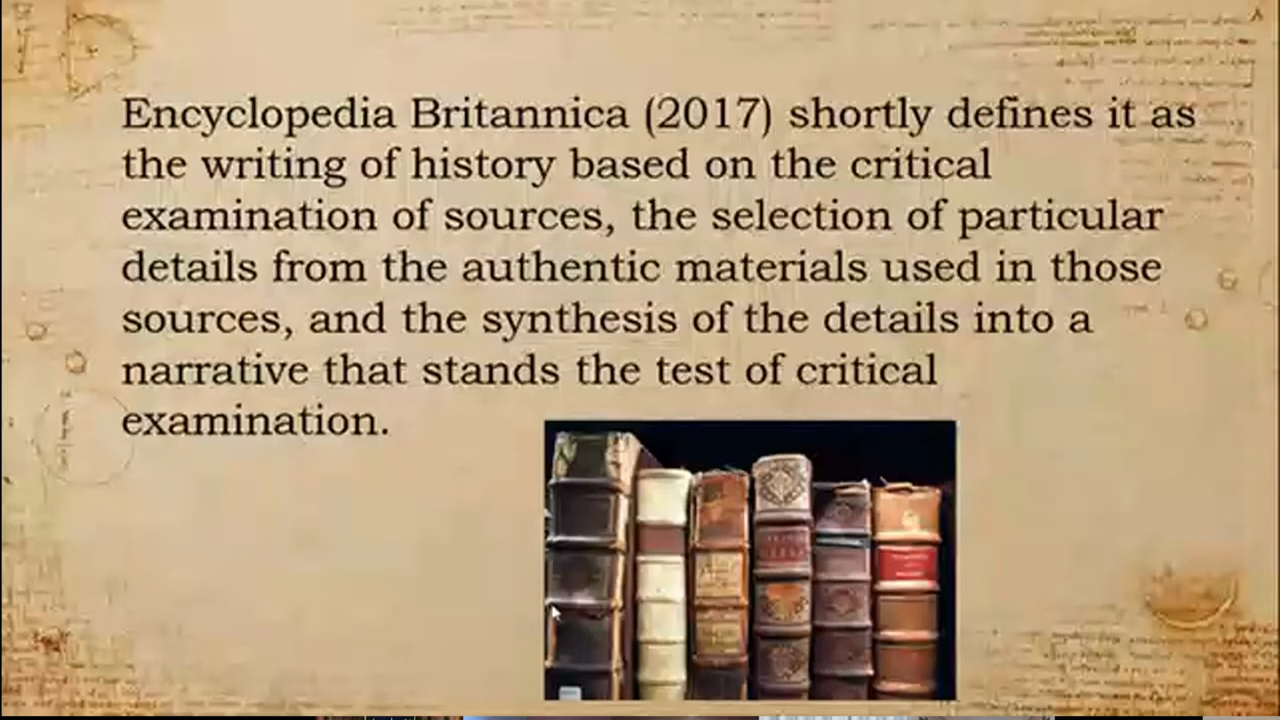 Encyclopedia Britannica (2017) shortly defines it as
the writing of history based on the critical
examination of sources, the selection of particular
details from the authentic materials used in those
sources, and the synthesis of the details into a
narrative that stands the test of critical
examination.